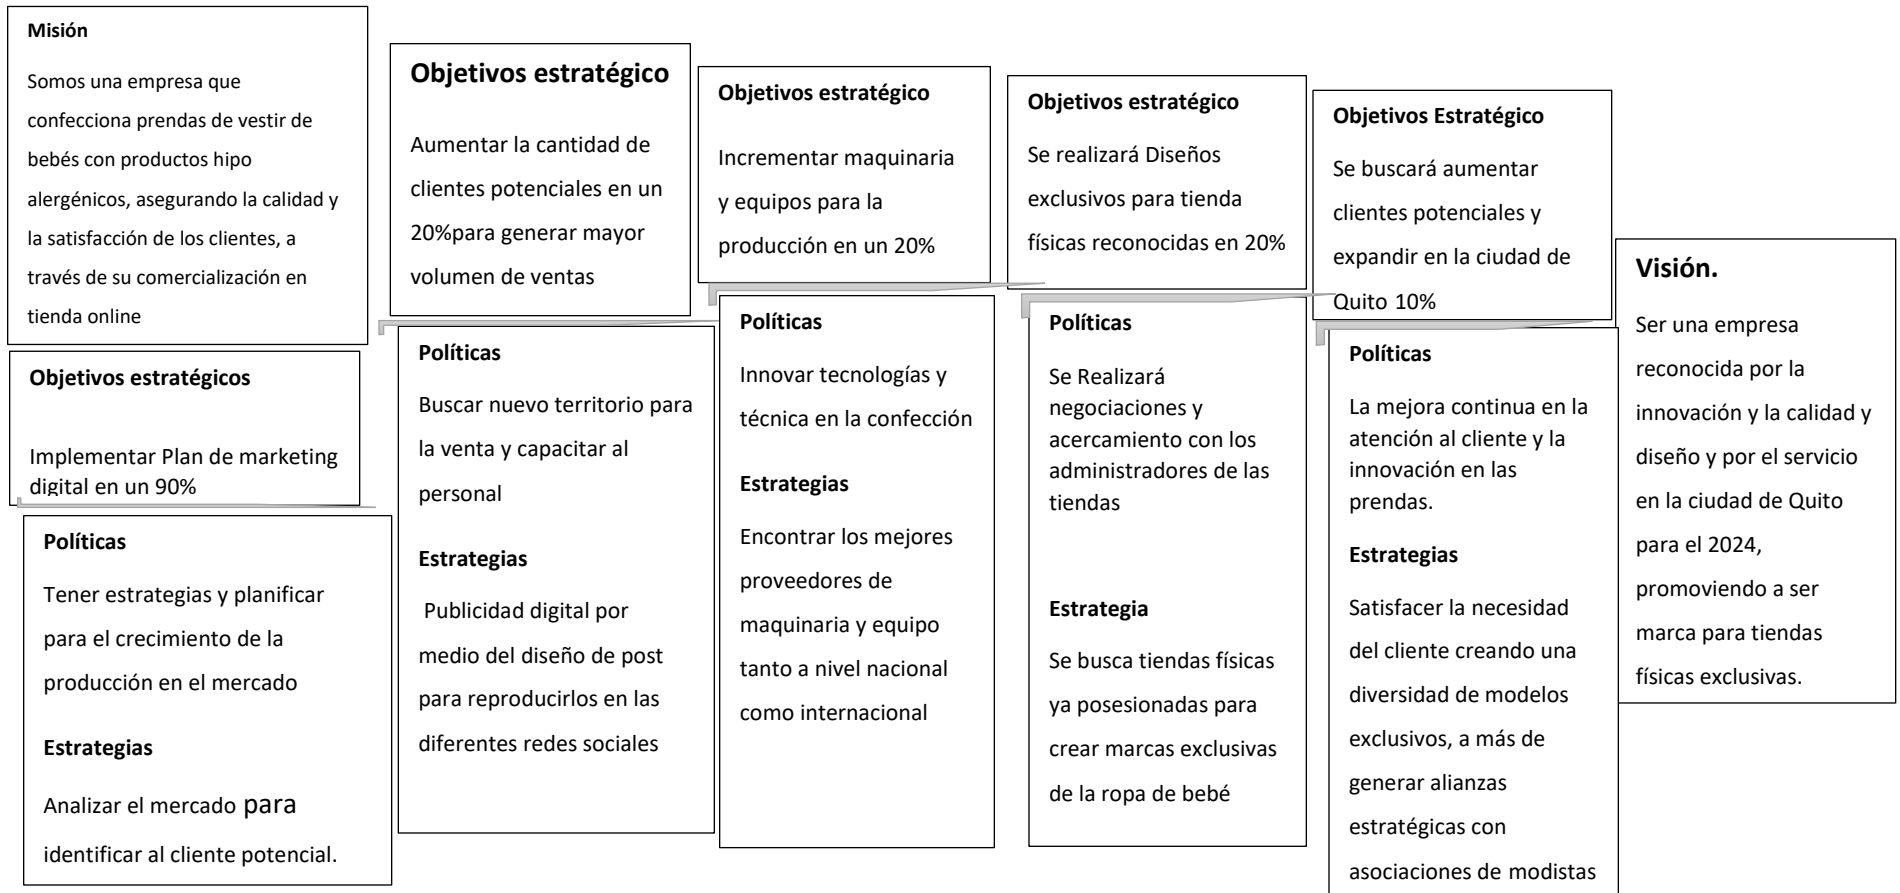 Misión
Somos una empresa que
confecciona prendas de vestir de
bebés con productos hipo
alergénicos, asegurando la calidad y
la satisfacción de los clientes, a
través de su comercialización en
tienda online
Objetivos estratégicos
Implementar Plan de marketing
digital en un 90%
Políticas
Tener estrategias y planificar
para el crecimiento de la
producción en el mercado
Estrategias
Analizar el mercado para
identificar al cliente potencial.
Objetivos estratégico
Aumentar la cantidad de
clientes potenciales en un
20%para generar mayor
volumen de ventas
Políticas
Buscar nuevo territorio para
la venta y capacitar al
personal
Estrategias
Publicidad digital por
medio del diseño de post
para reproducirlos en las
diferentes redes sociales
Objetivos estratégico
Incrementar maquinaria
y equipos para la
producción en un 20%
Políticas
Innovar tecnologías y
técnica en la confección
Estrategias
Encontrar los mejores
proveedores de
maquinaria y equipo
tanto a nivel nacional
como internacional
Objetivos estratégico
Se realizará Diseños
exclusivos para tienda
físicas reconocidas en 20%
Políticas
Se Realizará
negociaciones y
acercamiento con los
administradores de las
tiendas
Estrategia
Se busca tiendas físicas
ya posesionadas para
crear marcas exclusivas
de la ropa de bebé
Objetivos Estratégico
Se buscará aumentar
clientes potenciales y
expandir en la ciudad de
Quito 10%
Políticas
La mejora continua en la
atención al cliente y la
innovación en las
prendas.
Estrategias
Satisfacer la necesidad
del cliente creando una
diversidad de modelos
exclusivos, a más de
generar alianzas
estratégicas con
asociaciones de modistas
Visión.
Ser una empresa
reconocida por la
innovación y la calidad y
diseño y por el servicio
en la ciudad de Quito
para el 2024,
promoviendo a ser
marca para tiendas
físicas exclusivas.